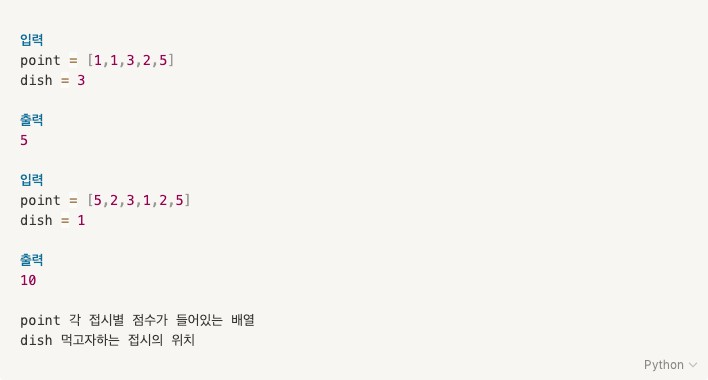 입력
point = [1,1,3,2,5]
dish = 3
출력
5
입력
point = [5,2,3,1,2,5]
dish = 1
출력
10
point 각 접시별 점수가 들어있는 배열
dish 먹고자하는 접시의 위치
Python